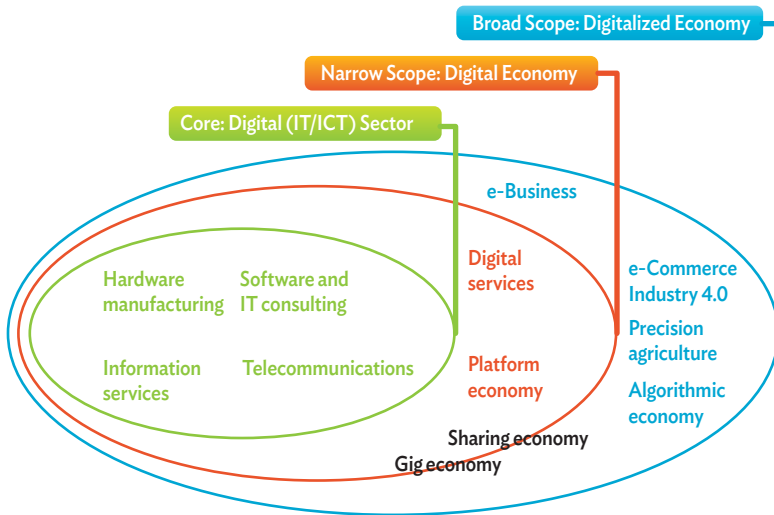 Broad Scope: Digitalized Economy
Narrow Scope: Digital Economy
Core: Digital (IT/ICT) Sector
e-Business
Hardware
manufacturing
Software and
IT consulting
Digital
services
e-Commerce
Industry 4.0
Information
services
Telecommunications
Platform
economy
Precision
agriculture
Algorithmic
economy
Sharing economy
Gig economy